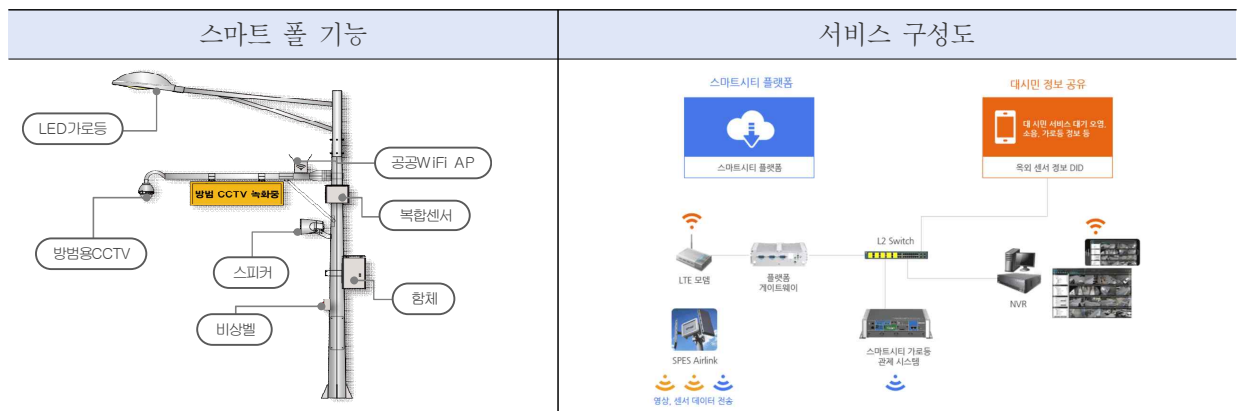 스마트 폴 기능
서비스 구성도
LED가로등
공공WiFi AP
방범 CCTV 녹화중
복합센서
방범용CCTV
스피커
함체
비상벨
스마트시티 플랫폼
스마트시티 플랫폼
대시민 정보 공유
대 시민 서비스 대기 오염,
소음, 가로등 정보 등
옥외 센서 정보 DID
LTE 모뎀
플랫폼
게이트웨이
L2 Switch
NVR
SPES Airlink
영상, 센서 데이터 전송
스마트시티 가로등
관제 시스템